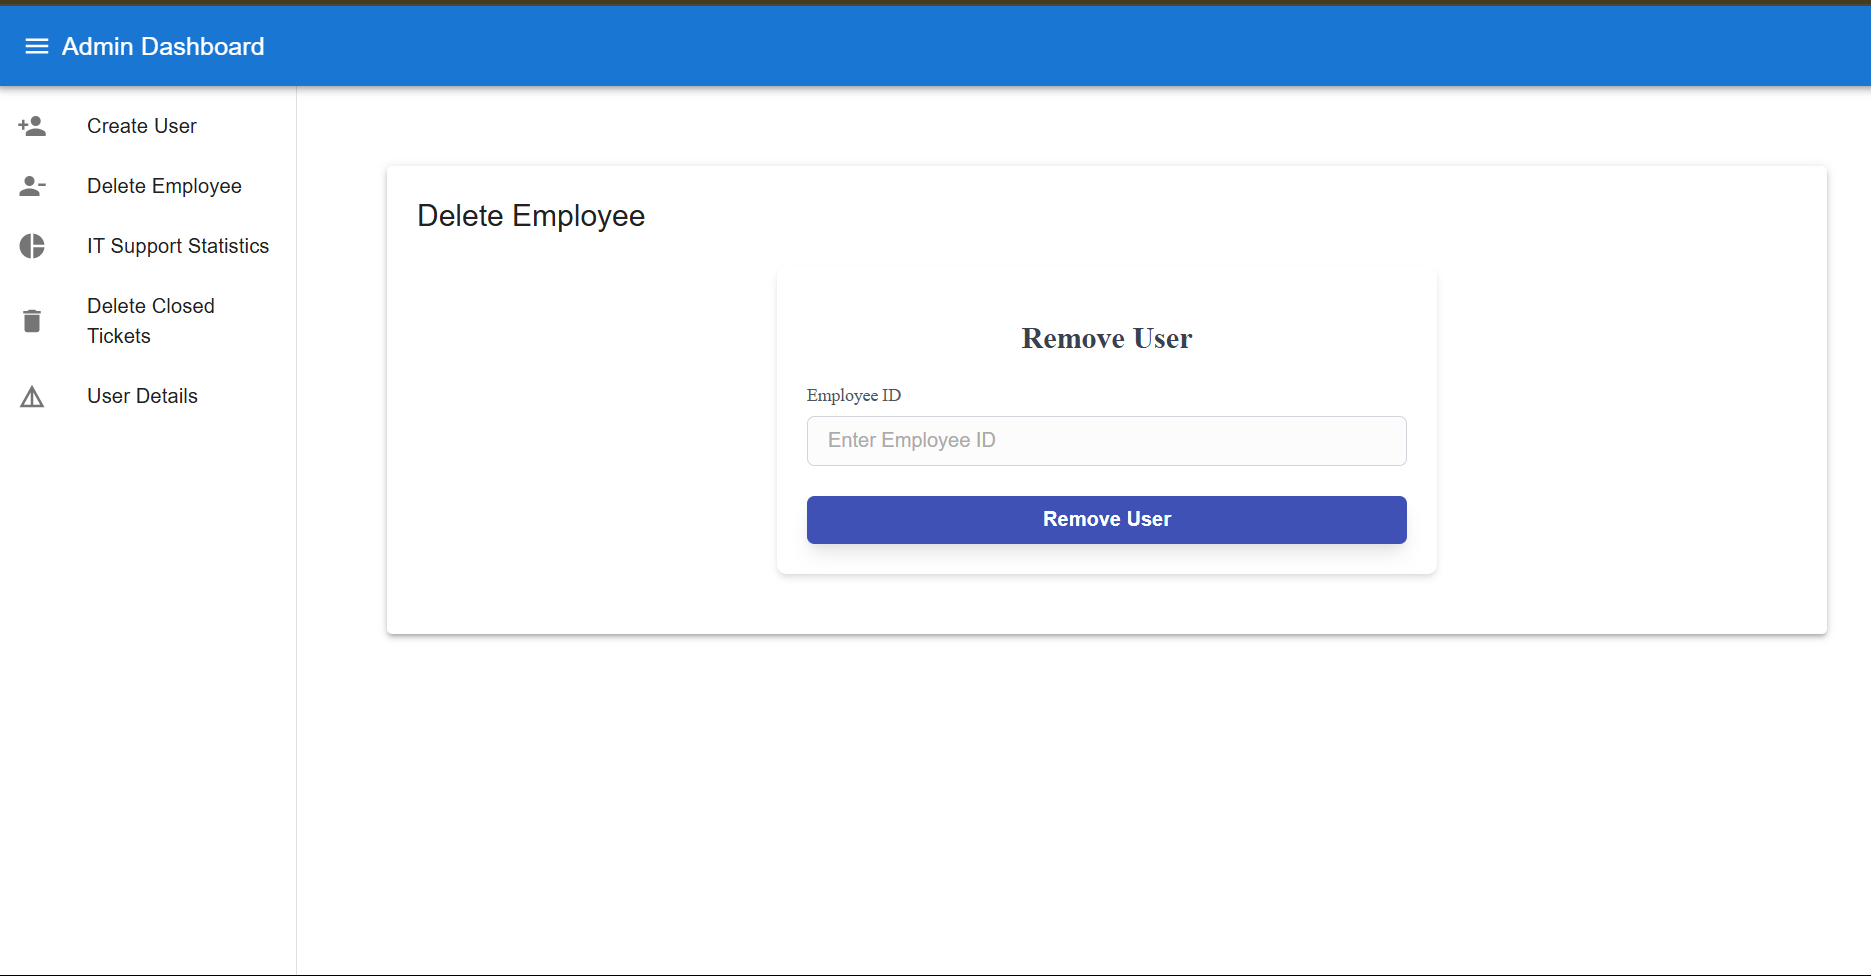 Admin Dashboard
Create User
Delete Employee
IT Support Statistics
Delete Closed
Tickets
User Details
Delete Employee
Remove User
Employee ID
Enter Employee ID
Remove User